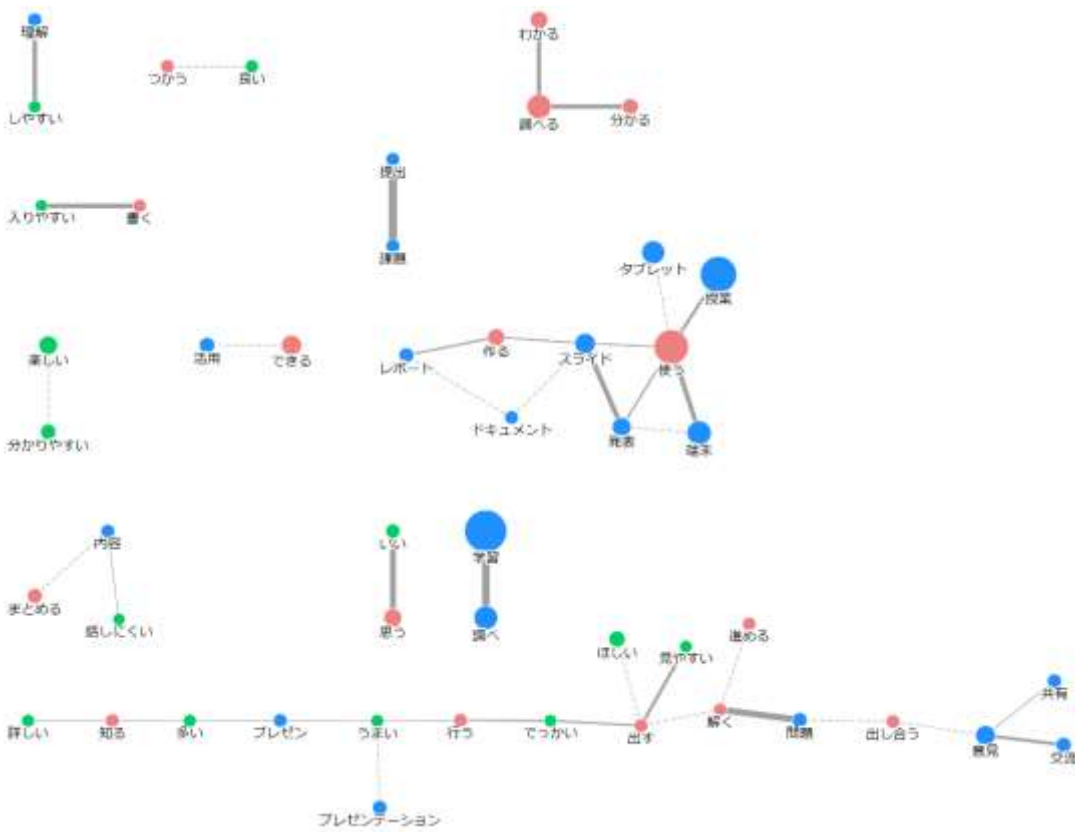 理解
わかる
つかう
良い
しやすい
調べる
分かる
提出
入りやすい
書く
課題
タブレット
授業
楽しい
活用
できる
レポート
作る
スライド
使う
分かりやすい
ドキュメント
発表
端末
内容
いい
学習
まとめる
話しにくい
思う
調べ
ほしい
見やすい
進める
共有
詳しい
知る
多い
プレゼン
うまい
行う
でっかい
出す
解く
問題
出し合う
意見
交流
プレゼンテーション